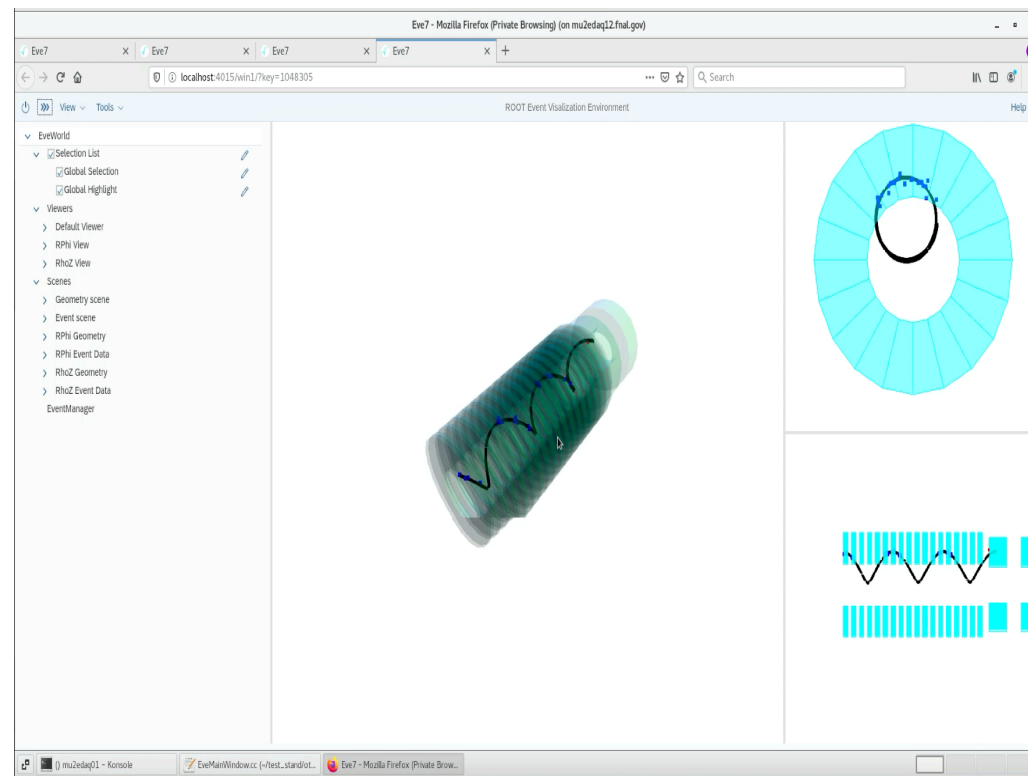 Eve7 - Mozilla Firefox (Private Browsing) (on mu2edaq12.fnal.gov)
Eve7 Eve7 Eve7 Eve7
localhost:4015/win1/?key=1048305 Search
View Tools ROOT Event Visalization Environment Help
EveWorld
Selection List
Global Selection
Global Highlight
Viewers
Default Viewer
RPhi View
RhoZ View
Scenes
Geometry scene
Event scene
RPhi Geometry
RPhi Event Data
RhoZ Geometry
RhoZ Event Data
EventManager
() mu2edaq01 - Konsole EveMainWindow.cc (~/test_stand/ot... Eve7 - Mozilla Firefox (Private Brow...